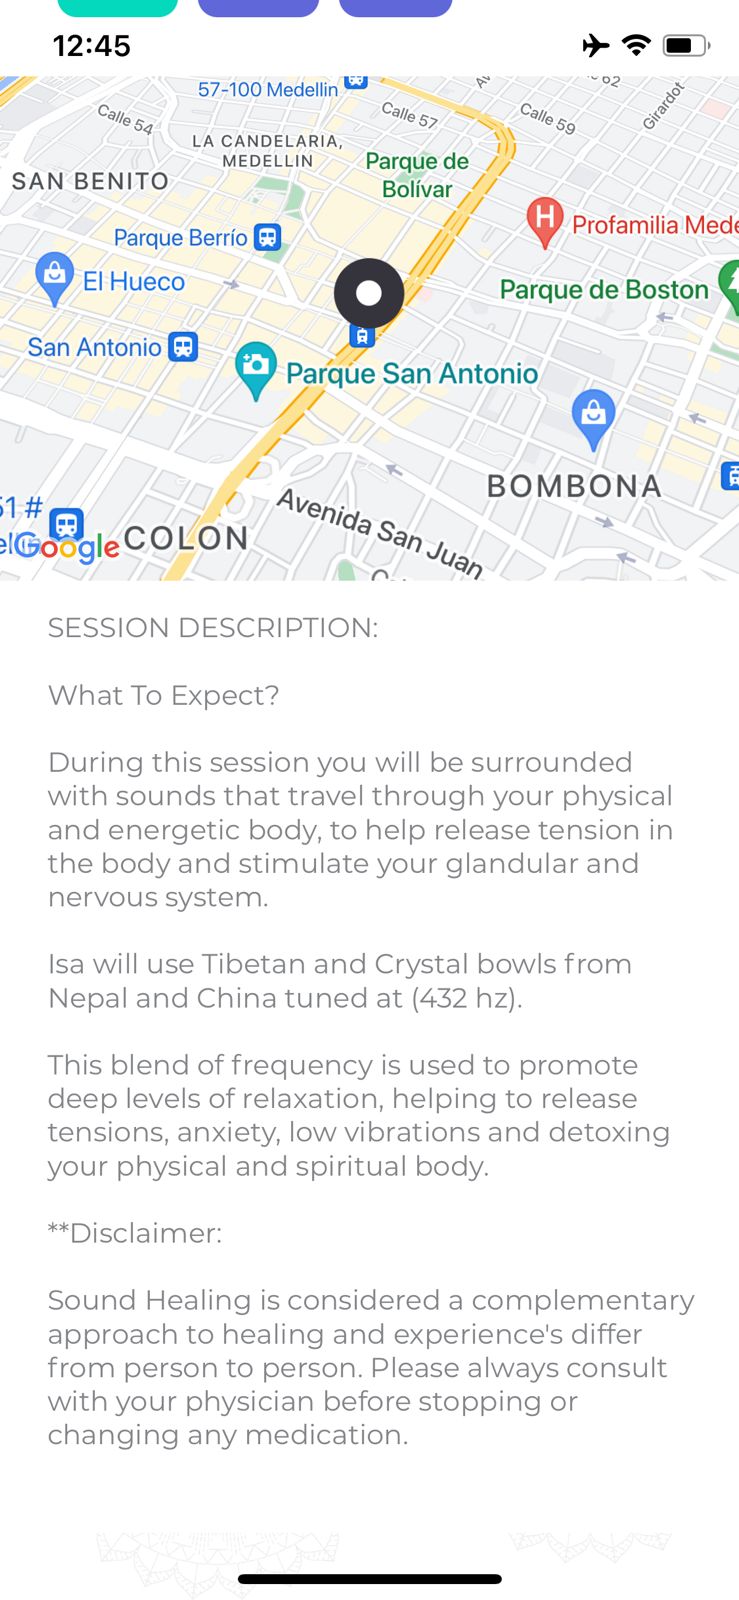 12:45
57-100 Medellin
Calle 54
Calle 57
Calle 59
62
Girardot
LA CANDELARIA,
MEDELLIN
Parque de
Bolívar
SAN BENITO
H
Profamilia Mede
Parque Berrío
El Hueco
Parque de Boston
San Antonio
Parque San Antonio
BOMBONA
51 #
Google
COLON
Avenida San Juan
SESSION DESCRIPTION:
What To Expect?
During this session you will be surrounded
with sounds that travel through your physical
and energetic body, to help release tension in
the body and stimulate your glandular and
nervous system.
Isa will use Tibetan and Crystal bowls from
Nepal and China tuned at (432 hz).
This blend of frequency is used to promote
deep levels of relaxation, helping to release
tensions, anxiety, low vibrations and detoxing
your physical and spiritual body.
**Disclaimer:
Sound Healing is considered a complementary
approach to healing and experience's differ
from person to person. Please always consult
with your physician before stopping or
changing any medication.